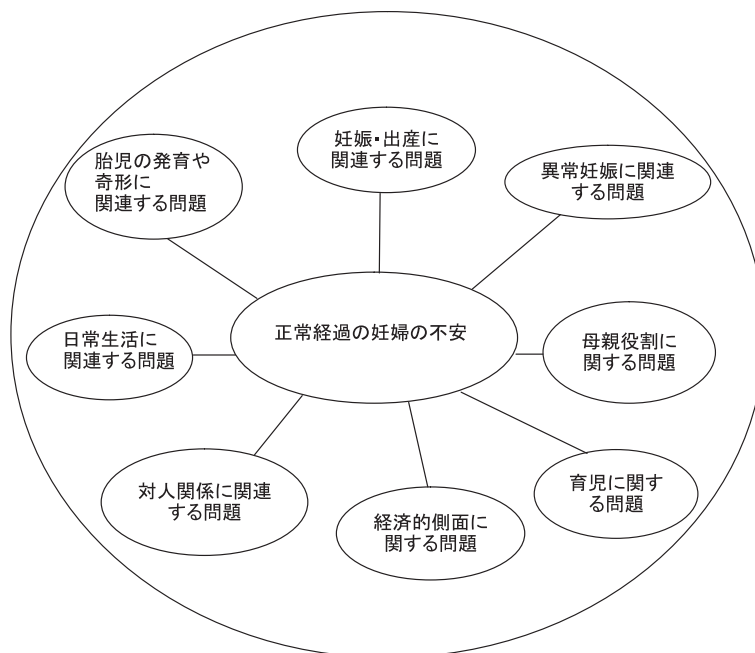 妊娠・出産に
関連する問題
胎児の発育や
奇形に
関連する問題
異常妊娠に関連
する問題
正常経過の妊婦の不安
日常生活に
関連する問題
母親役割に
関する問題
対人関係に関連
する問題
経済的側面に
関する問題
育児に関す
る問題